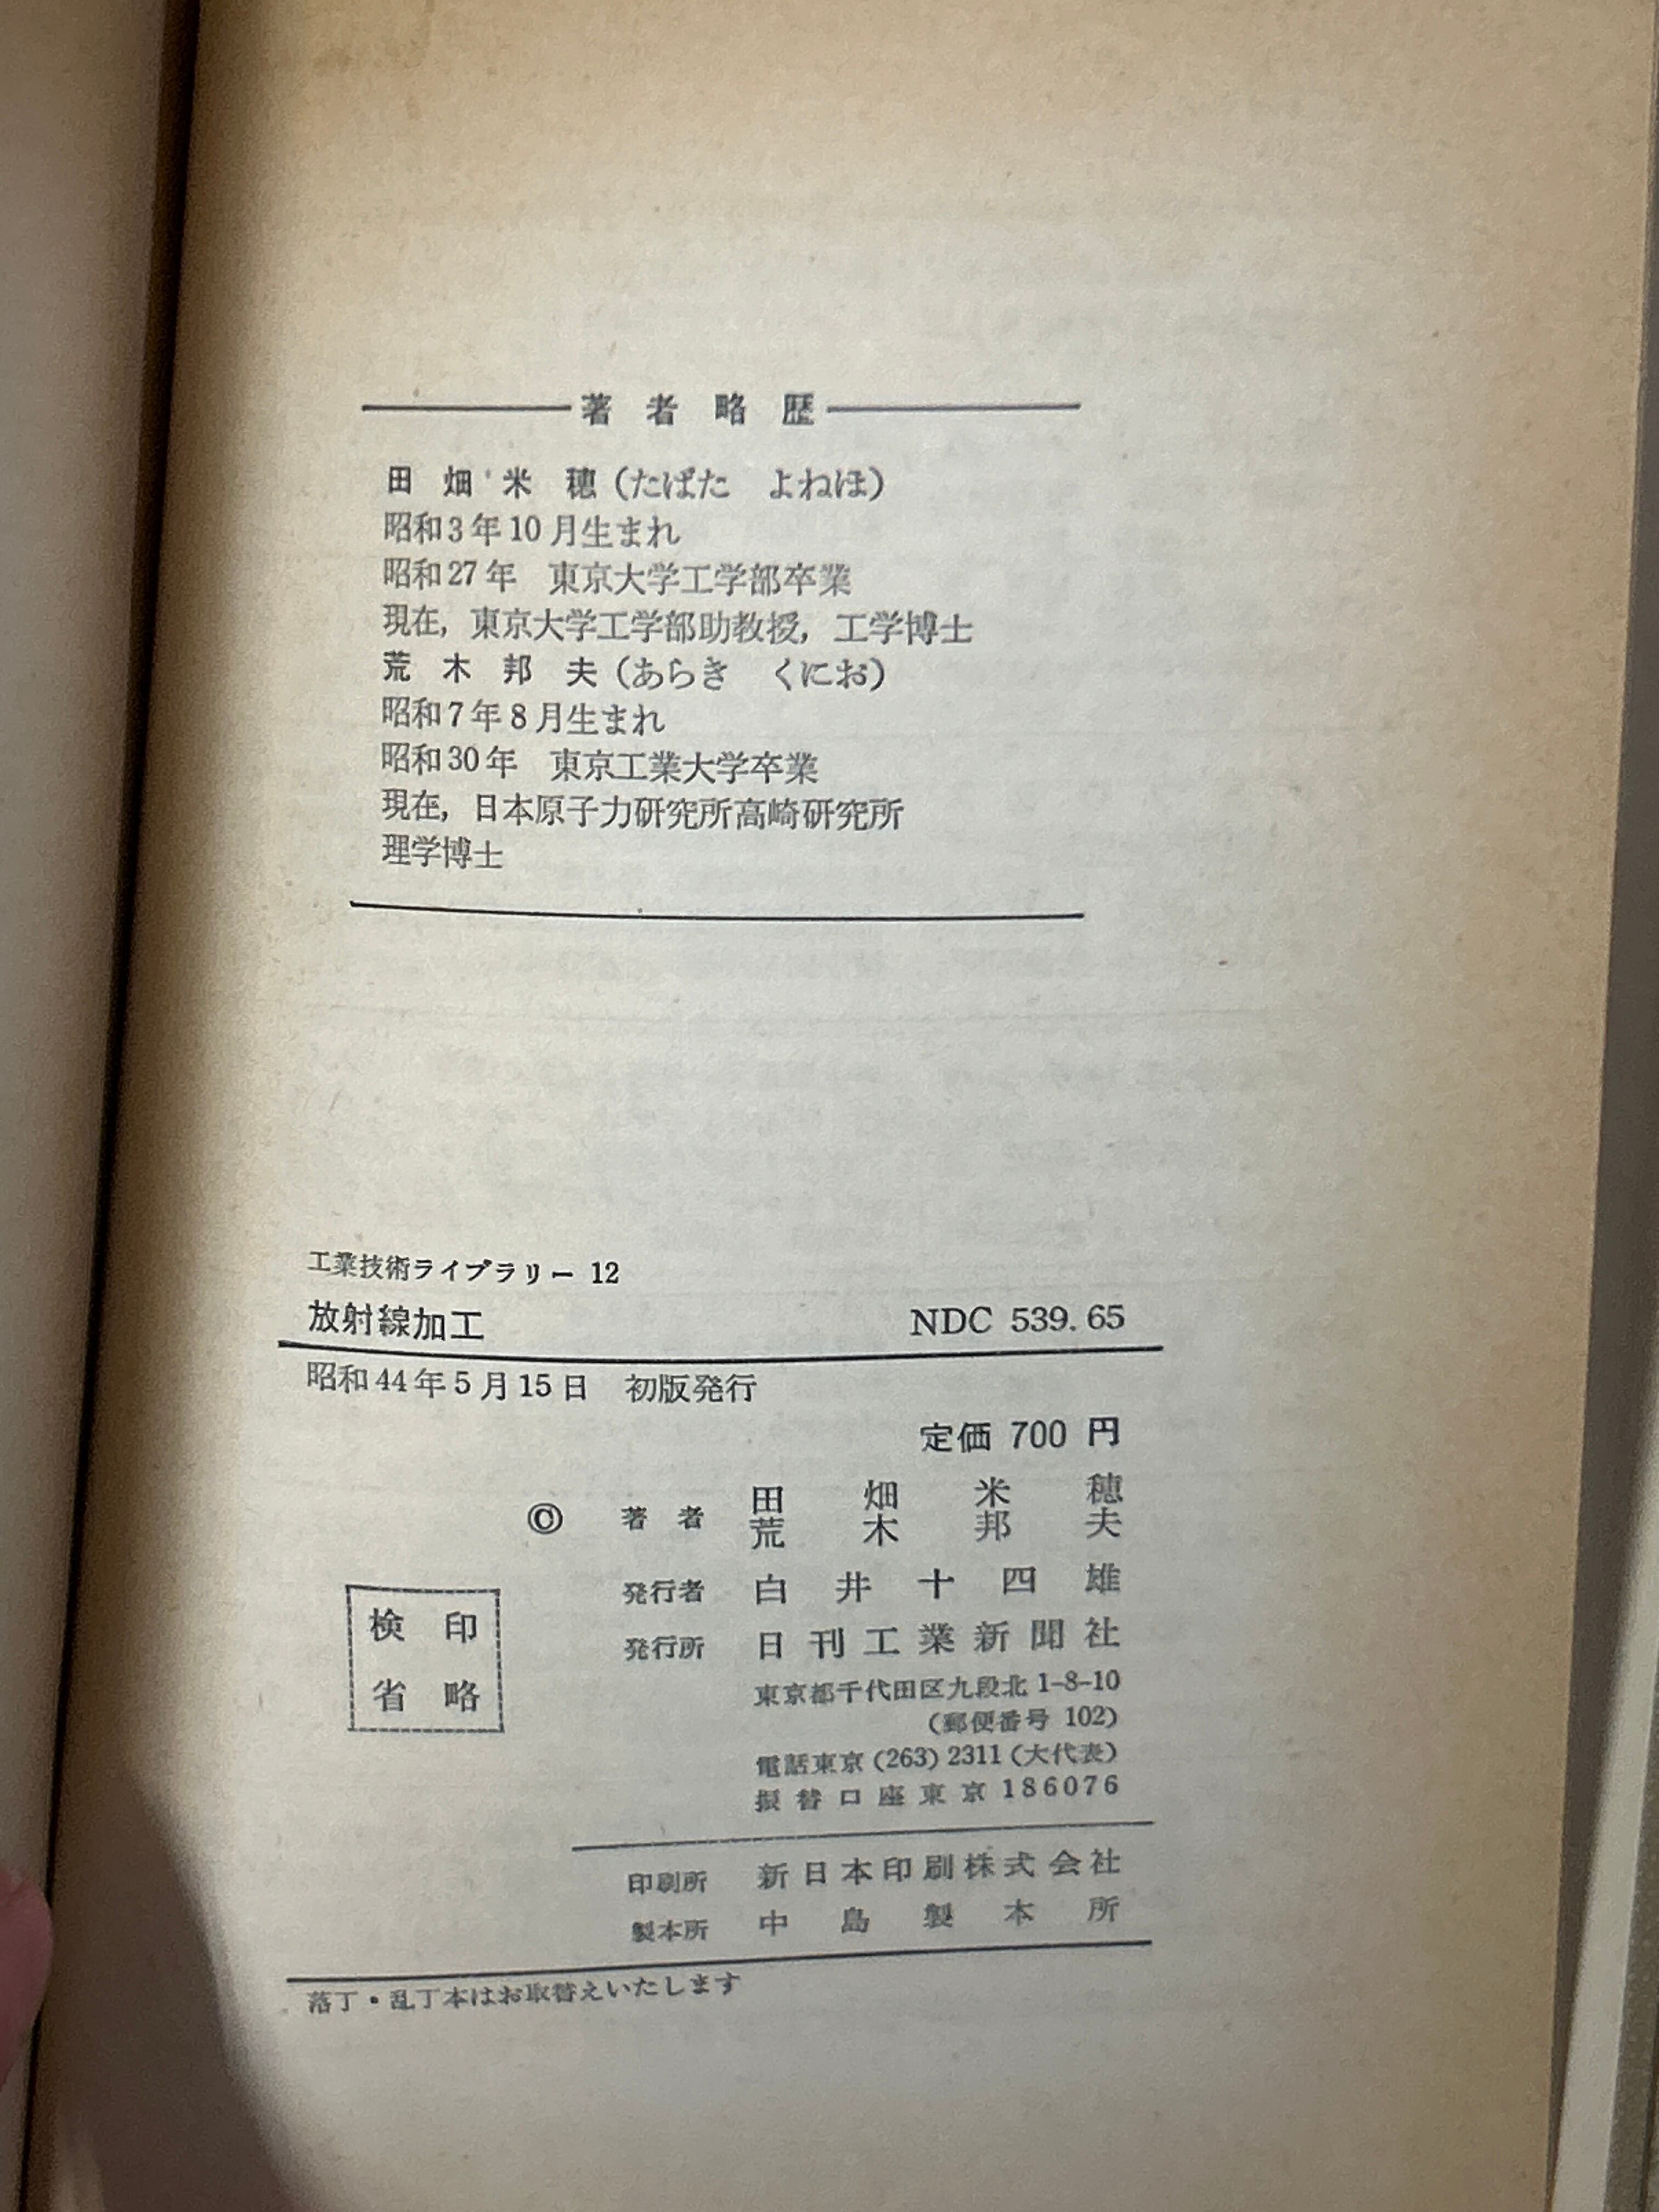 著者略歴
田畑米穂（たばた　よねほ）
昭和3年10月生まれ
昭和27年　東京大学工学部卒業
現在，東京大学工学部助教授，工学博士
荒木邦夫（あらき　くにお）
昭和7年8月生まれ
昭和30年　東京工業大学卒業
現在，日本原子力研究所高崎研究所
理学博士
工業技術ライブラリー 12
放射線加工　NDC 539.65
昭和44年5月15日　初版発行
定価 700 円
© 著者　田畑米穂
荒木邦夫
発行者　白井十四雄
発行所　日刊工業新聞社
東京都千代田区九段北 1-8-10
（郵便番号 102）
電話東京 (263) 2311（大代表）
振替口座東京 186076
検印
省略
印刷所　新日本印刷株式会社
製本所　中島製本所
落丁・乱丁本はお取替えいたします